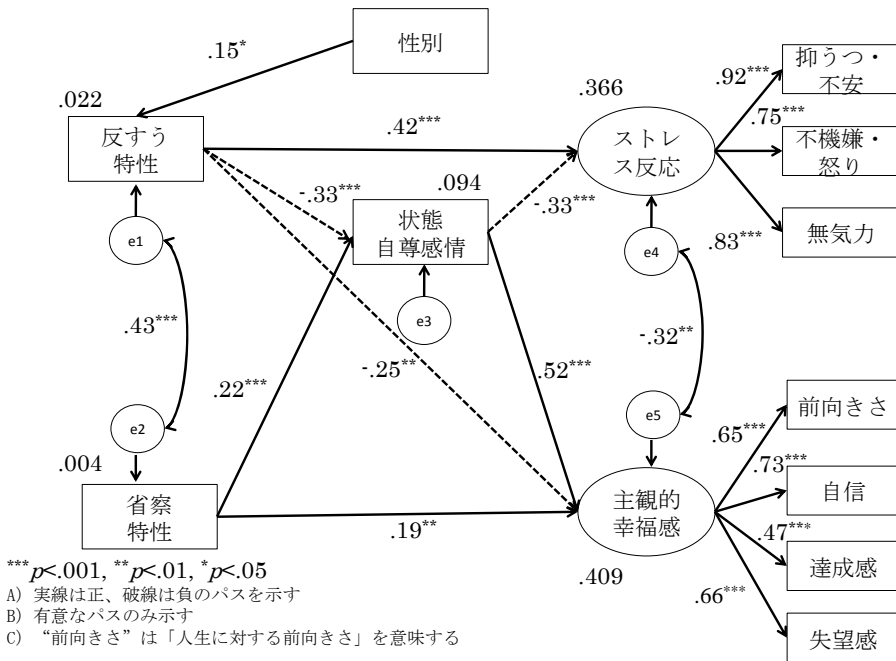 性別
.15*
.022
反すう
特性
.42***
.366
ストレ
ス反応
.92***
抑うつ・
不安
.75***
不機嫌・
怒り
.83***
無気力
-.33***
.094
状態
自尊感情
-.33***
e1
e3
e4
.43***
-.32**
-.25**
.22***
.52***
e2
e5
.004
省察
特性
.19**
主観的
幸福感
.409
.65***
前向きさ
.73***
自信
.47***
達成感
.66***
失望感
***p<.001, **p<.01, *p<.05
A) 実線は正、破線は負のパスを示す
B) 有意なパスのみ示す
C) “前向きさ”は「人生に対する前向きさ」を意味する